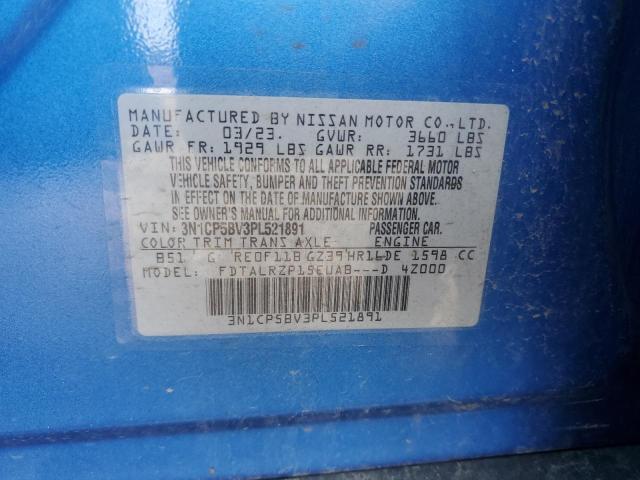 MANUFACTURED BY NISSAN MOTOR CO.,LTD.
DATE: 03/23. GVWR: 3660 LBS
GAWR FR: 1929 LBS GAWR RR: 1731 LBS
THIS VEHICLE CONFORMS TO ALL APPLICABLE FEDERAL MOTOR
VEHICLE SAFETY, BUMPER AND THEFT PREVENTION STANDARDS
IN EFFECT ON THE DATE OF MANUFACTURE SHOWN ABOVE.
SEE OWNER'S MANUAL FOR ADDITIONAL INFORMATION
VIN: 3N1CP5BV3PL521891 PASSENGER CAR.
COLOR TRIM TRANS AXLE: ENGINE
B51 G RE0F11B GZ39 HR16DE 1598 CC
MODEL: FDTALRZP15EUAB---D 4Z000
3N1CP5BV3PL521891